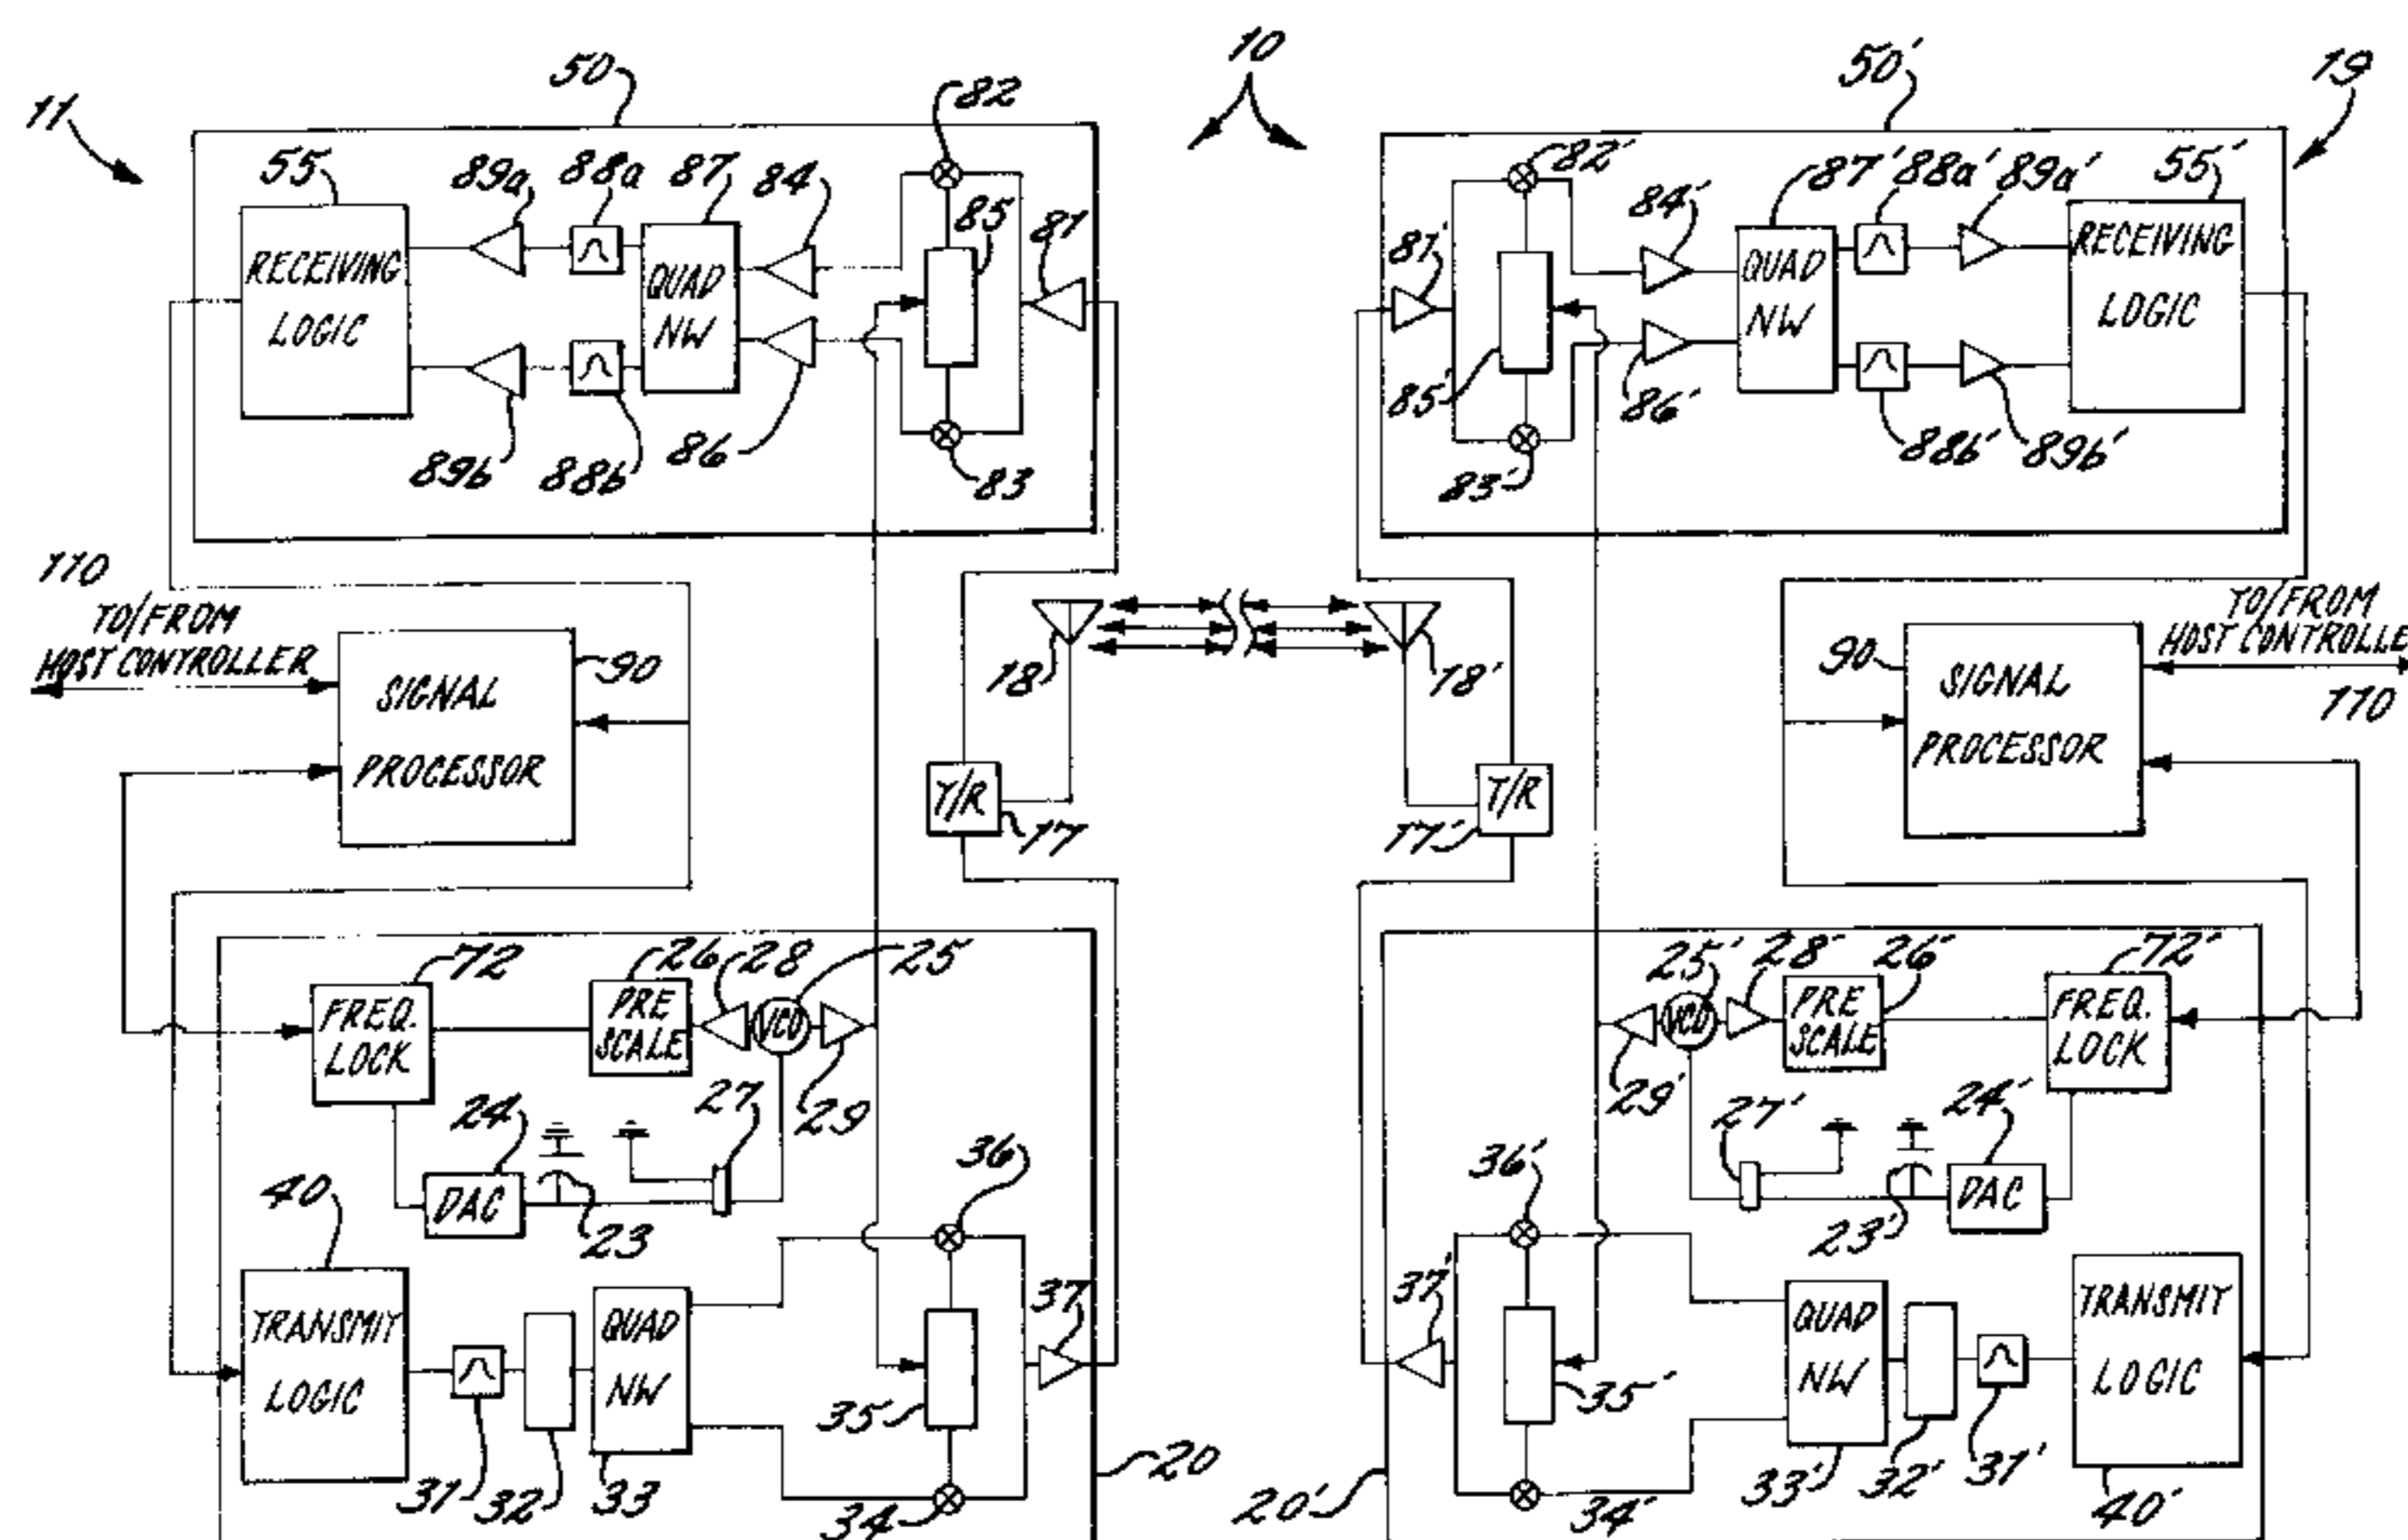 10
11
50
82
50'
19
55
89a
88a
87
84
85
81
82'
84'
87'
88a'
89a'
55'
81'
RECEIVING
LOGIC
QUAD
NW
QUAD
NW
RECEIVING
LOGIC
89b
88b
86
83
85'
83'
86'
88b'
89b'
110
TO/FROM
HOST CONTROLLER
90
SIGNAL
PROCESSOR
18
18'
90
SIGNAL
PROCESSOR
TO/FROM
HOST CONTROLLE
110
T/R
17
T/R
17'
72
26
28
25
25'
28'
26'
72'
FREQ.
LOCK
PRE
SCALE
VCO
VCO
PRE
SCALE
FREQ.
LOCK
24
27
29
29'
27'
24'
DAC
23
23'
DAC
40
36
36'
TRANSMIT
LOGIC
QUAD
NW
37
37'
QUAD
NW
TRANSMIT
LOGIC
35
35'
31
32
33
34
20
20'
34'
33'
32'
31'
40'